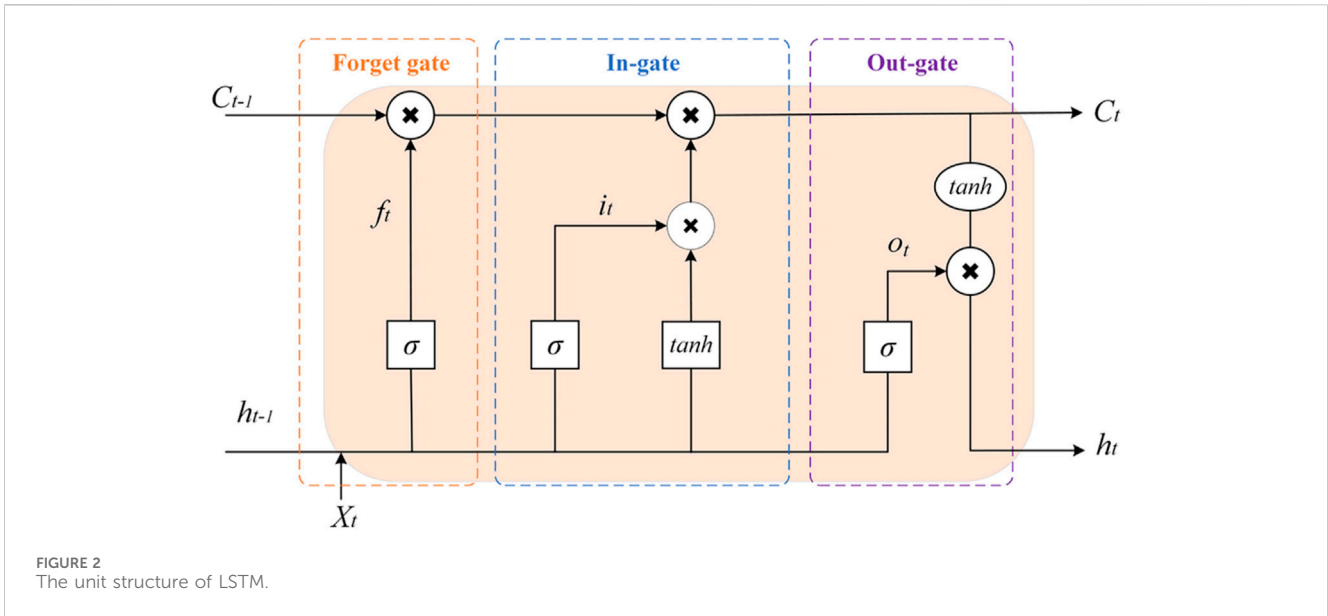 Forget gate
In-gate
Out-gate
Cₜ₋₁
Cₜ
tanh
fₜ
iₜ
oₜ
σ
σ
tanh
σ
hₜ₋₁
hₜ
Xₜ
FIGURE 2
The unit structure of LSTM.